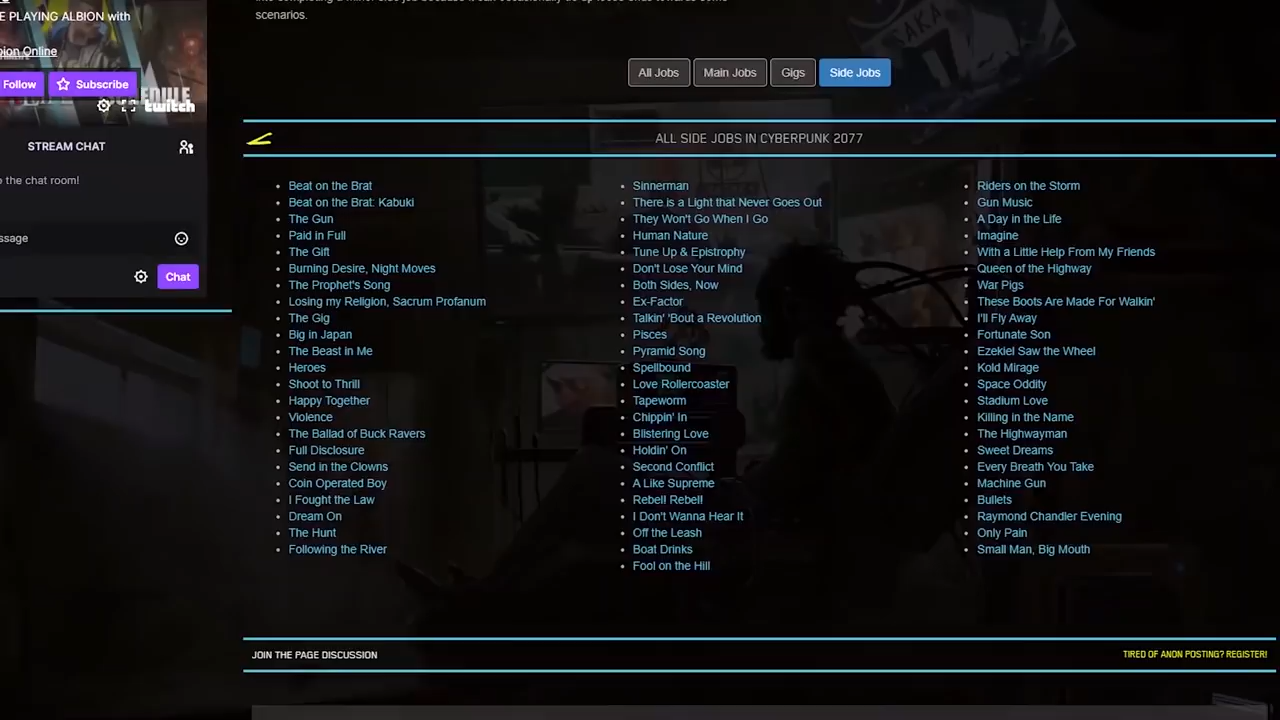 E PLAYING ALBION with
bion Online
Follow
Subscribe
twitch
STREAM CHAT
o the chat room!
ssage
Chat
scenarios.
All Jobs
Main Jobs
Gigs
Side Jobs
ALL SIDE JOBS IN CYBERPUNK 2077
Beat on the Brat
Beat on the Brat: Kabuki
The Gun
Paid in Full
The Gift
Burning Desire, Night Moves
The Prophet's Song
Losing my Religion, Sacrum Profanum
The Gig
Big in Japan
The Beast in Me
Heroes
Shoot to Thrill
Happy Together
Violence
The Ballad of Buck Ravers
Full Disclosure
Send in the Clowns
Coin Operated Boy
I Fought the Law
Dream On
The Hunt
Following the River
Sinnerman
There is a Light that Never Goes Out
They Won't Go When I Go
Human Nature
Tune Up & Epistrophy
Don't Lose Your Mind
Both Sides, Now
Ex-Factor
Talkin' 'Bout a Revolution
Pisces
Pyramid Song
Spellbound
Love Rollercoaster
Tapeworm
Chippin' In
Blistering Love
Holdin' On
Second Conflict
A Like Supreme
Rebel! Rebel!
I Don't Wanna Hear It
Off the Leash
Boat Drinks
Fool on the Hill
Riders on the Storm
Gun Music
A Day in the Life
Imagine
With a Little Help From My Friends
Queen of the Highway
War Pigs
These Boots Are Made For Walkin'
I'll Fly Away
Fortunate Son
Ezekiel Saw the Wheel
Kold Mirage
Space Oddity
Stadium Love
Killing in the Name
The Highwayman
Sweet Dreams
Every Breath You Take
Machine Gun
Bullets
Raymond Chandler Evening
Only Pain
Small Man, Big Mouth
JOIN THE PAGE DISCUSSION
TIRED OF ANON POSTING? REGISTER!